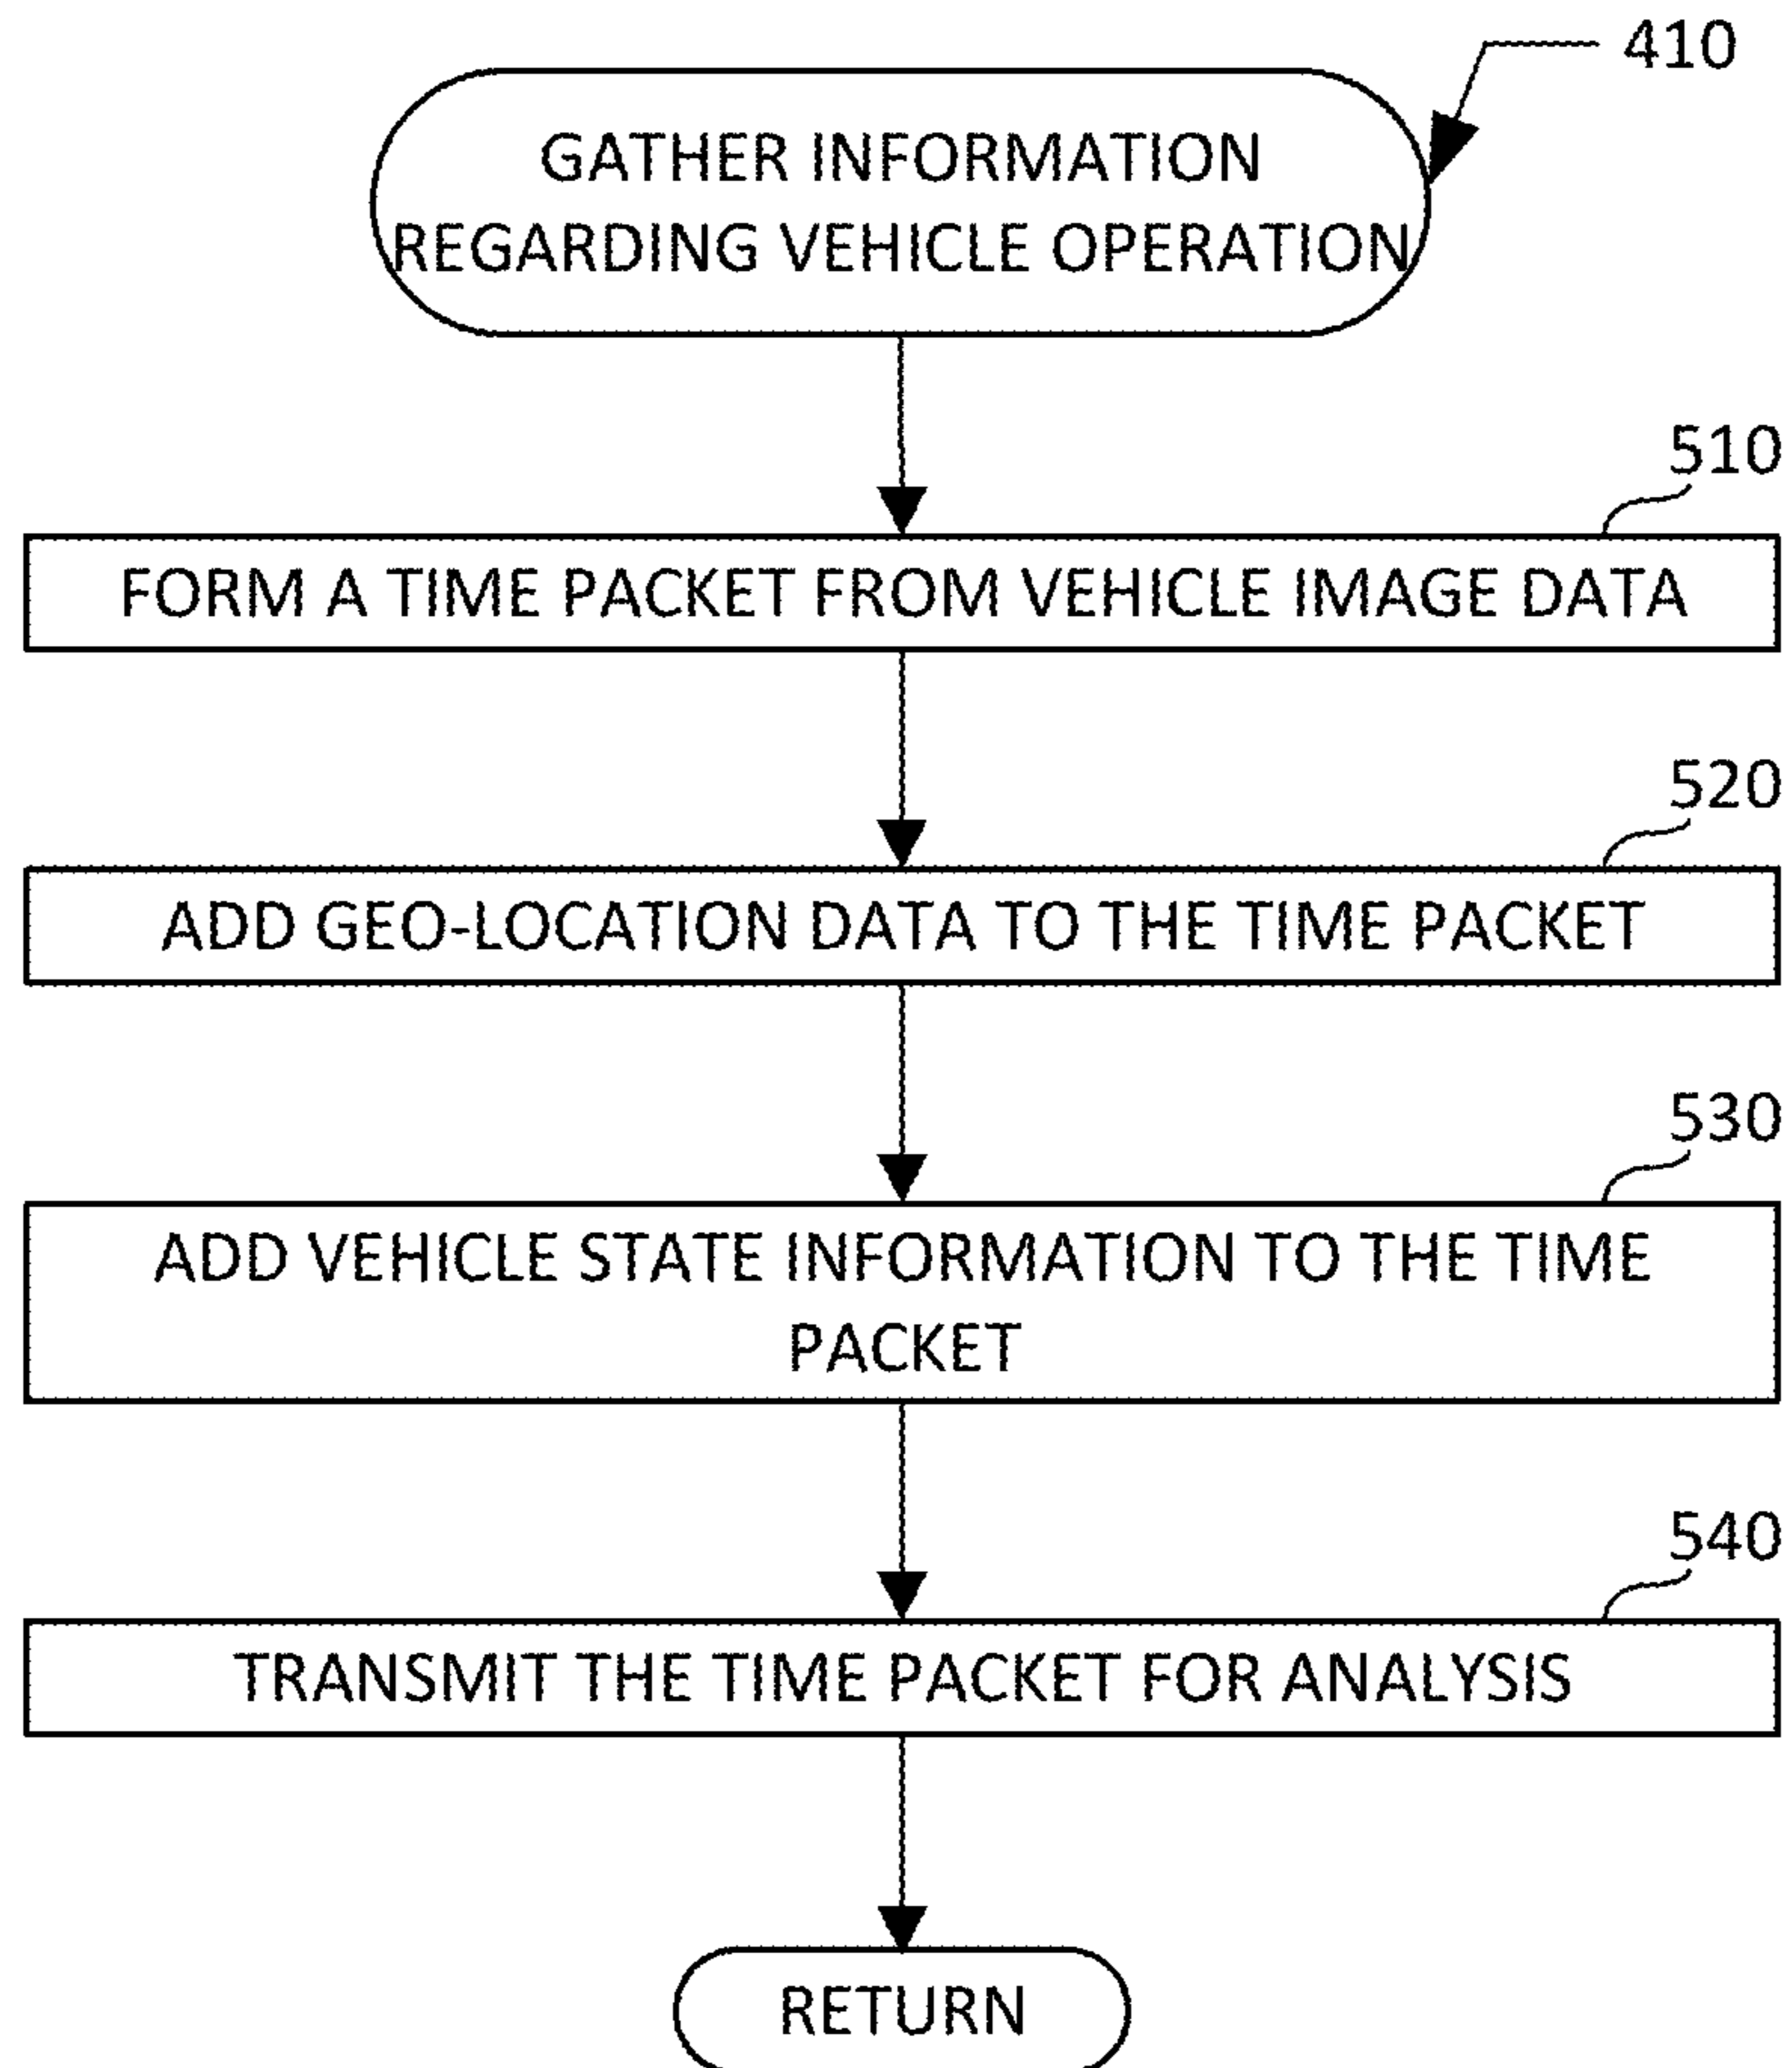 410
GATHER INFORMATION
REGARDING VEHICLE OPERATION
510
FORM A TIME PACKET FROM VEHICLE IMAGE DATA
520
ADD GEO-LOCATION DATA TO THE TIME PACKET
530
ADD VEHICLE STATE INFORMATION TO THE TIME
PACKET
540
TRANSMIT THE TIME PACKET FOR ANALYSIS
RETURN